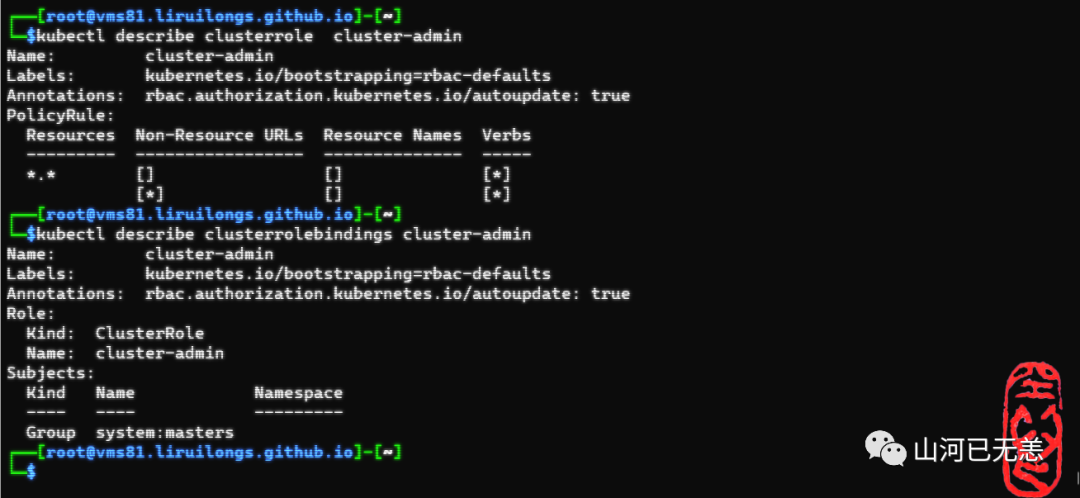 ┌──[root@vms81.liruilongs.github.io]-[~]
└─$kubectl describe clusterrole  cluster-admin
Name:         cluster-admin
Labels:       kubernetes.io/bootstrapping=rbac-defaults
Annotations:  rbac.authorization.kubernetes.io/autoupdate: true
PolicyRule:
  Resources  Non-Resource URLs  Resource Names  Verbs
  ---------  -----------------  --------------  -----
  *.*        []                 []              [*]
             [*]                []              [*]
┌──[root@vms81.liruilongs.github.io]-[~]
└─$kubectl describe clusterrolebindings cluster-admin
Name:         cluster-admin
Labels:       kubernetes.io/bootstrapping=rbac-defaults
Annotations:  rbac.authorization.kubernetes.io/autoupdate: true
Role:
  Kind:  ClusterRole
  Name:  cluster-admin
Subjects:
  Kind   Name            Namespace
  ----   ----            ---------
  Group  system:masters
┌──[root@vms81.liruilongs.github.io]-[~]
└─$
山河已无恙